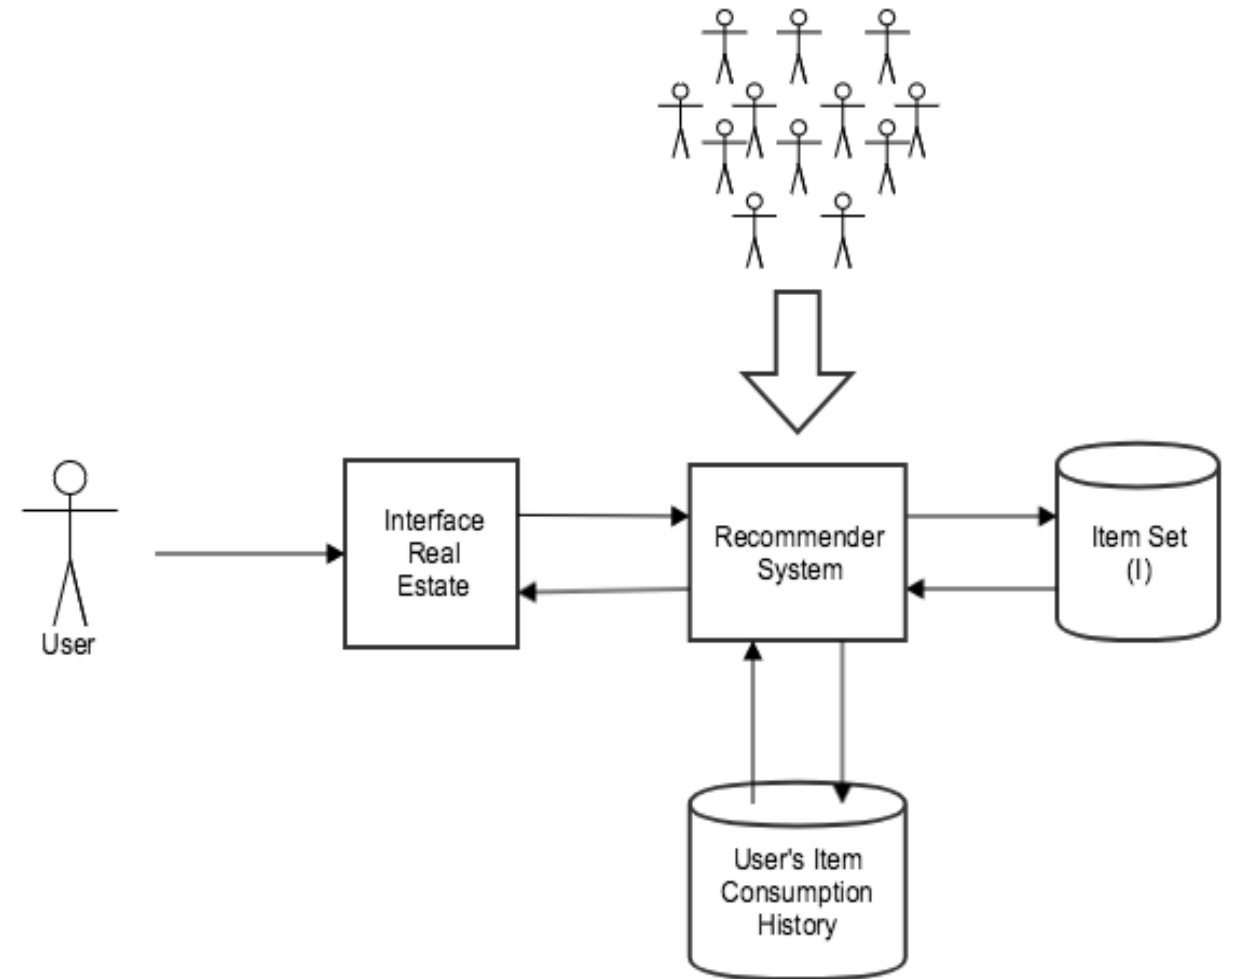 User
Interface
Real
Estate
Recommender
System
Item Set
(I)
User's Item
Consumption
History